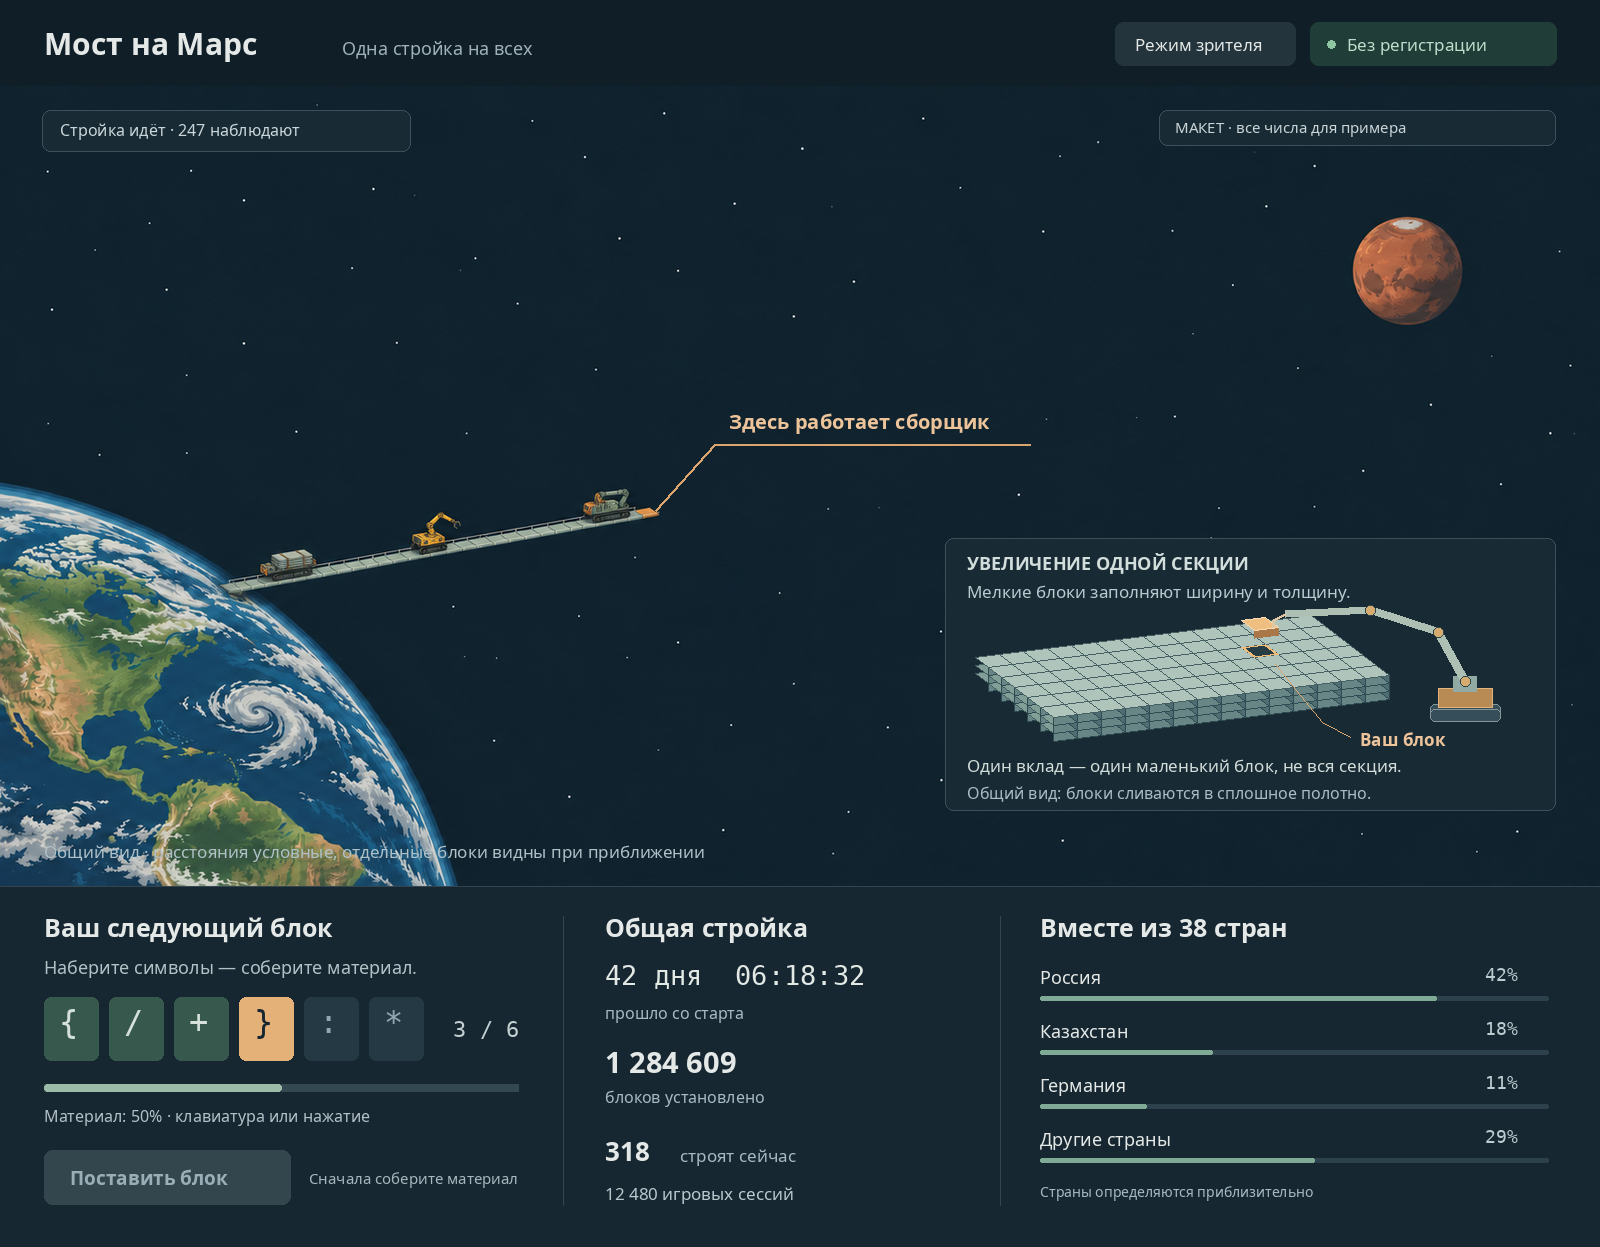 Мост на Марс
Одна стройка на всех
Режим зрителя
Без регистрации
Стройка идёт · 247 наблюдают
МАКЕТ · все числа для примера
Здесь работает сборщик
УВЕЛИЧЕНИЕ ОДНОЙ СЕКЦИИ
Мелкие блоки заполняют ширину и толщину.
Ваш блок
Один вклад — один маленький блок, не вся секция.
Общий вид: блоки сливаются в сплошное полотно.
Общий вид · расстояния условные, отдельные блоки видны при приближении
Ваш следующий блок
Наберите символы — соберите материал.
{ / + } : * 3 / 6
Материал: 50% · клавиатура или нажатие
Поставить блок
Сначала соберите материал
Общая стройка
42 дня 06:18:32
прошло со старта
1 284 609
блоков установлено
318 строят сейчас
12 480 игровых сессий
Вместе из 38 стран
Россия 42%
Казахстан 18%
Германия 11%
Другие страны 29%
Страны определяются приблизительно